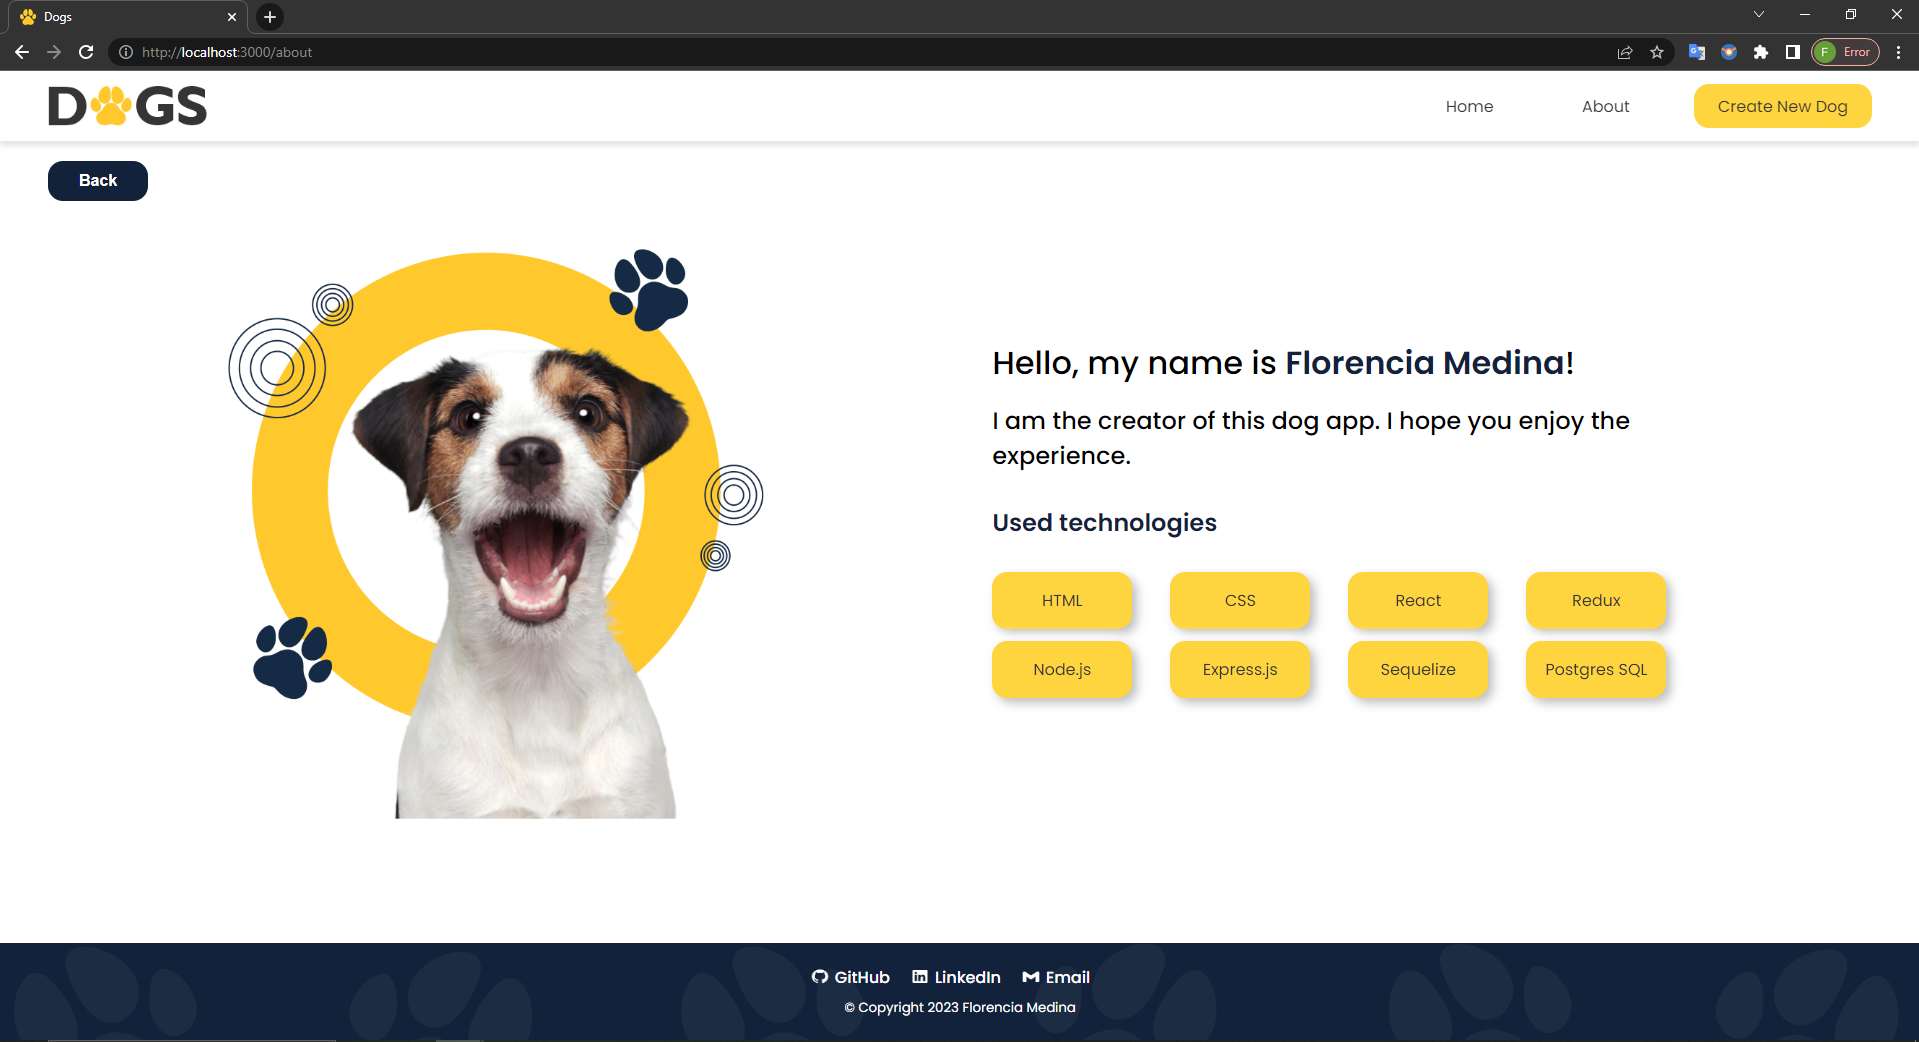 Dogs
http://localhost:3000/about
F Error
DOGS
Home About Create New Dog
Back
Hello, my name is Florencia Medina!
I am the creator of this dog app. I hope you enjoy the
experience.
Used technologies
HTML CSS React Redux
Node.js Express.js Sequelize Postgres SQL
GitHub LinkedIn Email
© Copyright 2023 Florencia Medina